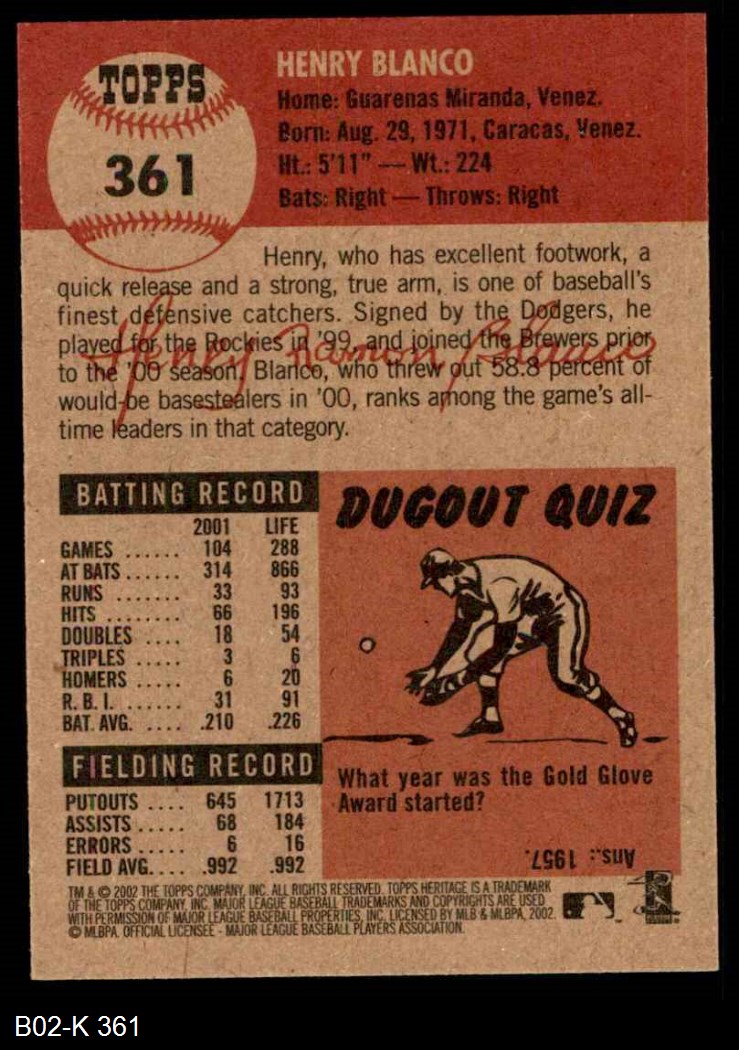 TOPPS
361
HENRY BLANCO
Home: Guarenas Miranda, Venez.
Born: Aug. 29, 1971, Caracas, Venez.
Ht.: 5'11" — Wt.: 224
Bats: Right — Throws: Right
Henry, who has excellent footwork, a
quick release and a strong, true arm, is one of baseball's
finest defensive catchers. Signed by the Dodgers, he
played for the Rockies in '99, and joined the Brewers prior
to the '00 season. Blanco, who threw out 58.8 percent of
would-be basestealers in '00, ranks among the game's all-
time leaders in that category.
Henry Ramon Blanco
BATTING RECORD
2001 LIFE
GAMES ...... 104 288
AT BATS ...... 314 866
RUNS ....... 33 93
HITS ........ 66 196
DOUBLES .... 18 54
TRIPLES ..... 3 6
HOMERS ..... 6 20
R. B. I. ...... 31 91
BAT. AVG. .... .210 .226
FIELDING RECORD
PUTOUTS .... 645 1713
ASSISTS ..... 68 184
ERRORS ..... 6 16
FIELD AVG. ... .992 .992
DUGOUT QUIZ
What year was the Gold Glove
Award started?
Ans.: 1957.
TM & © 2002 THE TOPPS COMPANY, INC. ALL RIGHTS RESERVED. TOPPS HERITAGE IS A TRADEMARK
OF THE TOPPS COMPANY, INC. MAJOR LEAGUE BASEBALL TRADEMARKS AND COPYRIGHTS ARE USED
WITH PERMISSION OF MAJOR LEAGUE BASEBALL PROPERTIES, INC. LICENSED BY MLB & MLBPA, 2002.
© MLBPA. OFFICIAL LICENSEE - MAJOR LEAGUE BASEBALL PLAYERS ASSOCIATION.
B02-K 361